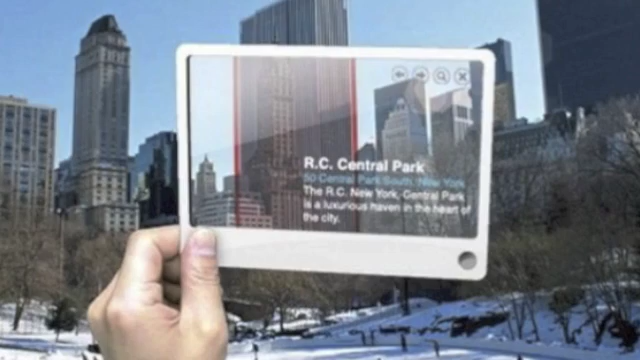 R.C. Central Park
50 Central Park South, New York
The R.C. New York, Central Park
is a luxurious haven in the heart of
the city.